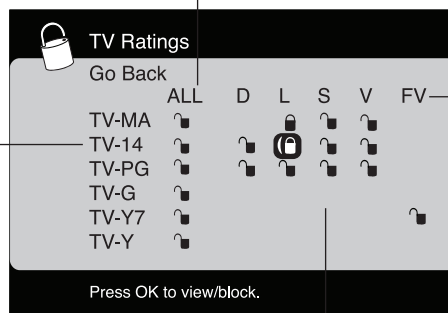 TV Ratings
Go Back
ALL D L S V FV
TV-MA
TV-14
TV-PG
TV-G
TV-Y7
TV-Y
Press OK to view/block.